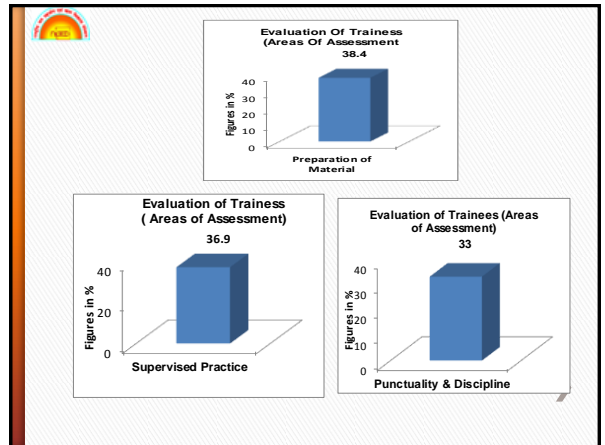 Evaluation Of Trainess
(Areas Of Assessment
38.4
Figures in %
40
30
20
10
0
Preparation of
Material
Evaluation of Trainess
( Areas of Assessment)
36.9
Figures in %
40
20
0
Supervised Practice
Evaluation of Trainees (Areas
of Assessment)
33
Figures in %
40
30
20
10
0
Punctuality & Discipline